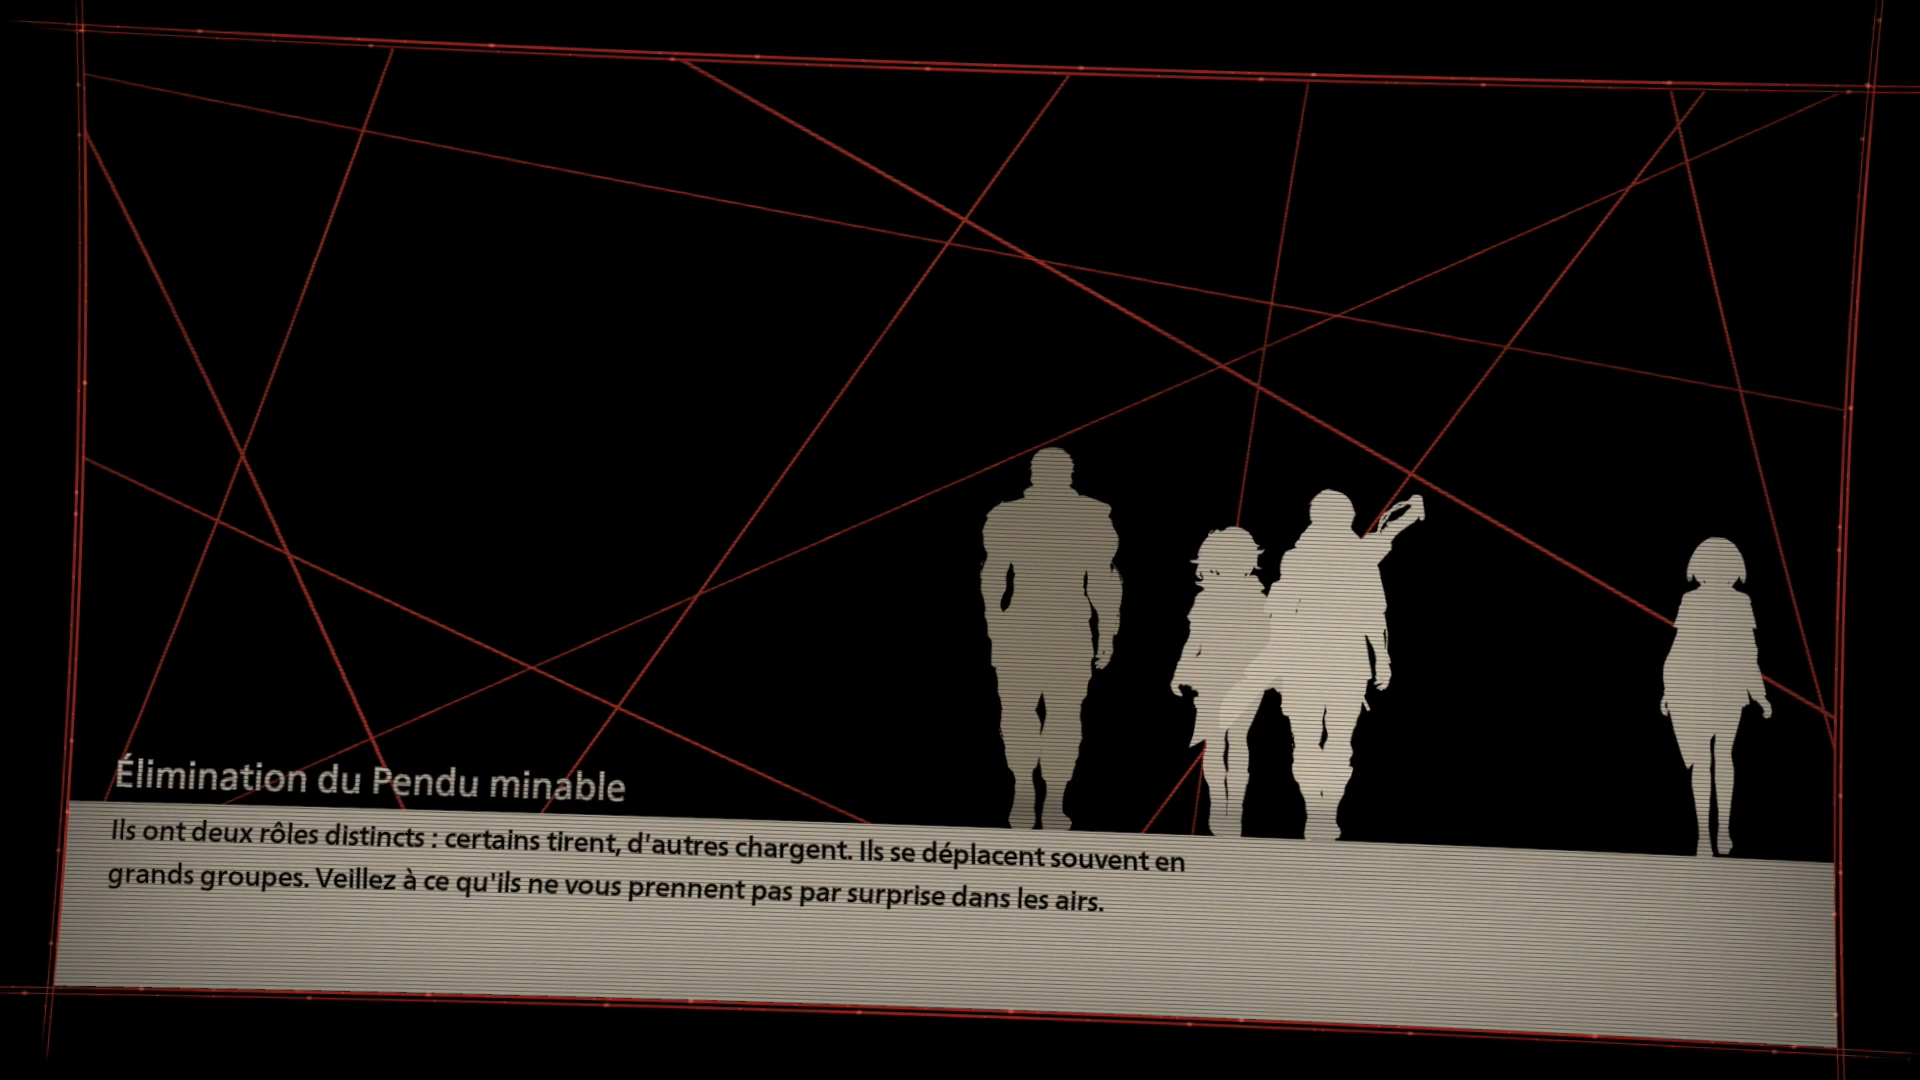 Élimination du Pendu minable
Ils ont deux rôles distincts : certains tirent, d'autres chargent. Ils se déplacent souvent en
grands groupes. Veillez à ce qu'ils ne vous prennent pas par surprise dans les airs.